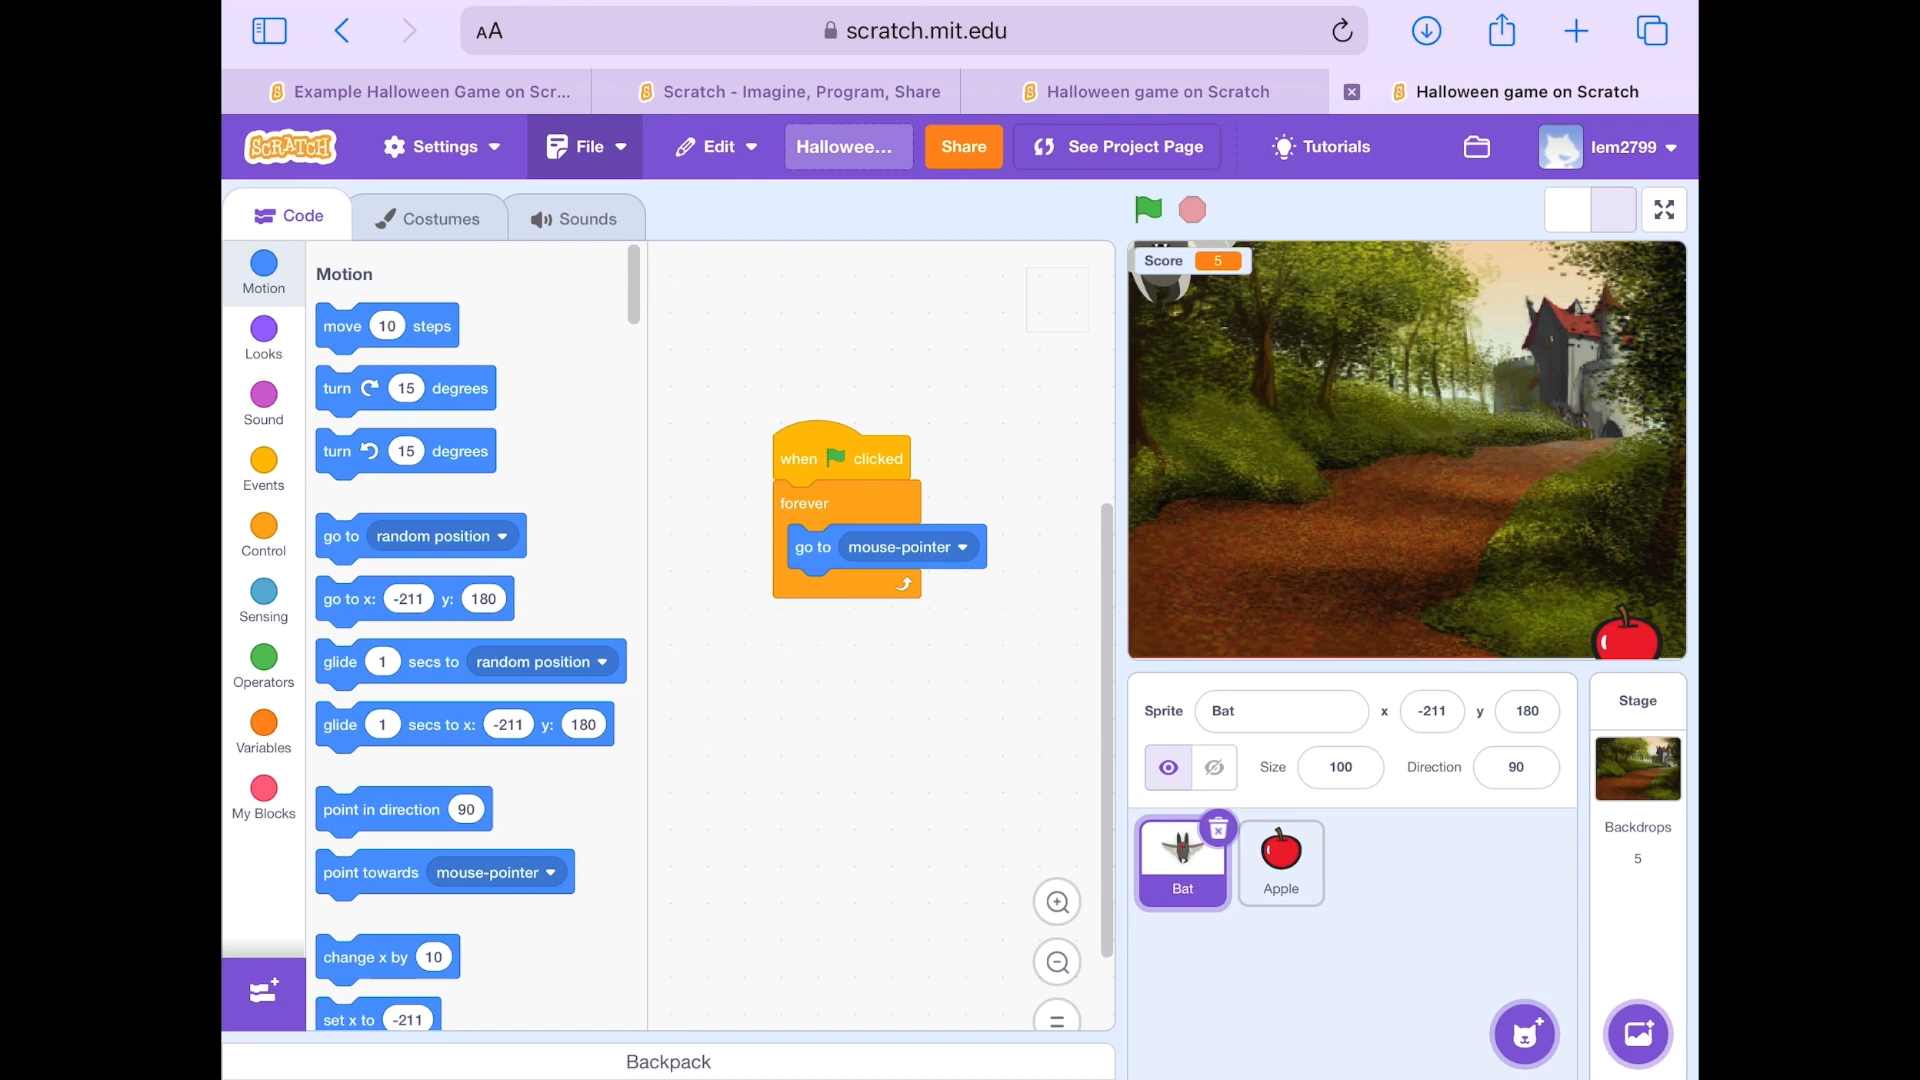 AA
scratch.mit.edu
Example Halloween Game on Scr...
Scratch - Imagine, Program, Share
Halloween game on Scratch
Halloween game on Scratch
SCRATCH
Settings
File
Edit
Hallowee...
Share
See Project Page
Tutorials
lem2799
Code
Costumes
Sounds
Motion
Looks
Sound
Events
Control
Sensing
Operators
Variables
My Blocks
Motion
move 10 steps
turn 15 degrees
turn 15 degrees
go to random position
go to x: -211 y: 180
glide 1 secs to random position
glide 1 secs to x: -211 y: 180
point in direction 90
point towards mouse-pointer
change x by 10
set x to -211
when clicked
forever
go to mouse-pointer
Backpack
Score 5
Sprite Bat x -211 y 180
Size 100 Direction 90
Bat
Apple
Stage
Backdrops
5